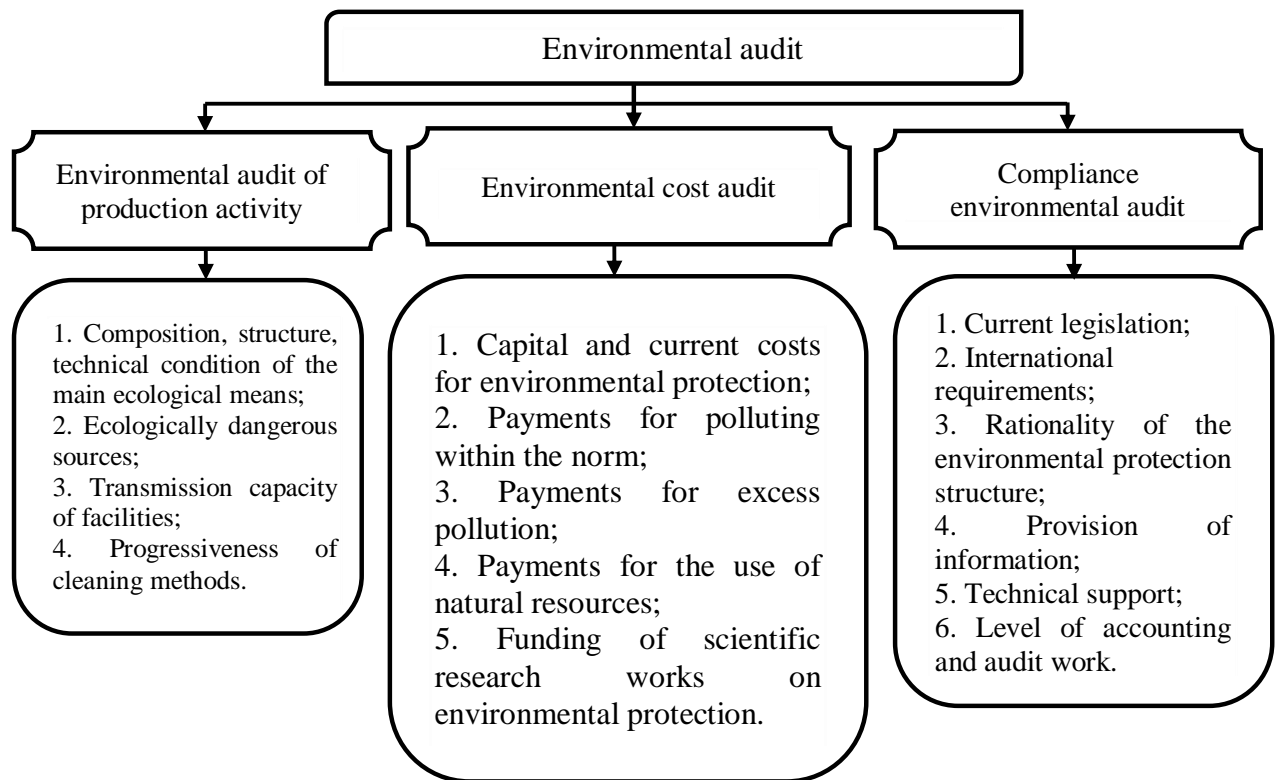 Environmental audit
Environmental audit of
production activity
Environmental cost audit
Compliance
environmental audit
1. Composition, structure,
technical condition of the
main ecological means;
2. Ecologically dangerous
sources;
3. Transmission capacity
of facilities;
4. Progressiveness of
cleaning methods.
1. Capital and current costs
for environmental protection;
2. Payments for polluting
within the norm;
3. Payments for excess
pollution;
4. Payments for the use of
natural resources;
5. Funding of scientific
research works on
environmental protection.
1. Current legislation;
2. International
requirements;
3. Rationality of the
environmental protection
structure;
4. Provision of
information;
5. Technical support;
6. Level of accounting
and audit work.